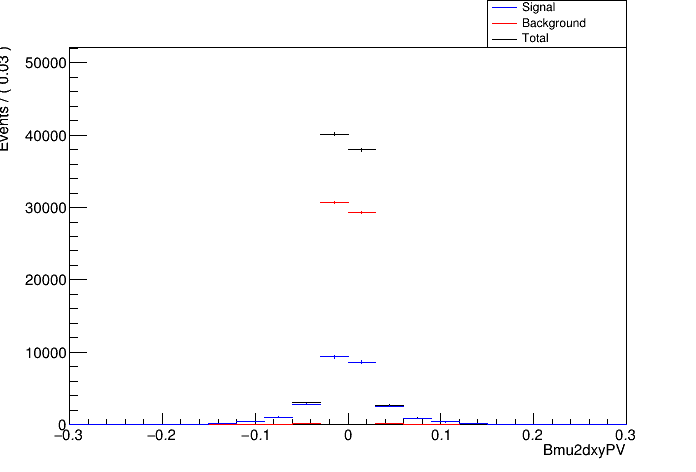 Signal
Background
Total
Events / ( 0.03 )
50000
40000
30000
20000
10000
0
−0.3 −0.2 −0.1 0 0.1 0.2 0.3
Bmu2dxyPV